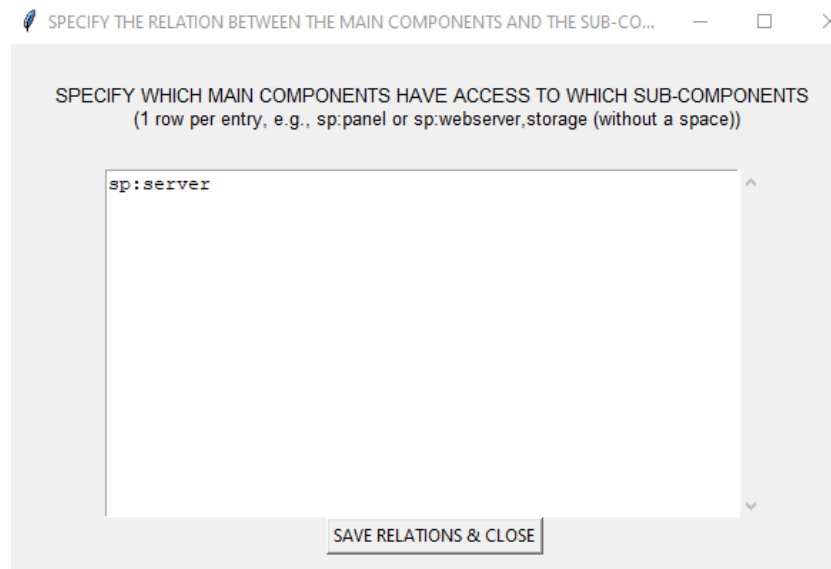 SPECIFY THE RELATION BETWEEN THE MAIN COMPONENTS AND THE SUB-CO...
SPECIFY WHICH MAIN COMPONENTS HAVE ACCESS TO WHICH SUB-COMPONENTS
(1 row per entry, e.g., sp:panel or sp:webserver,storage (without a space))
sp:server
SAVE RELATIONS & CLOSE